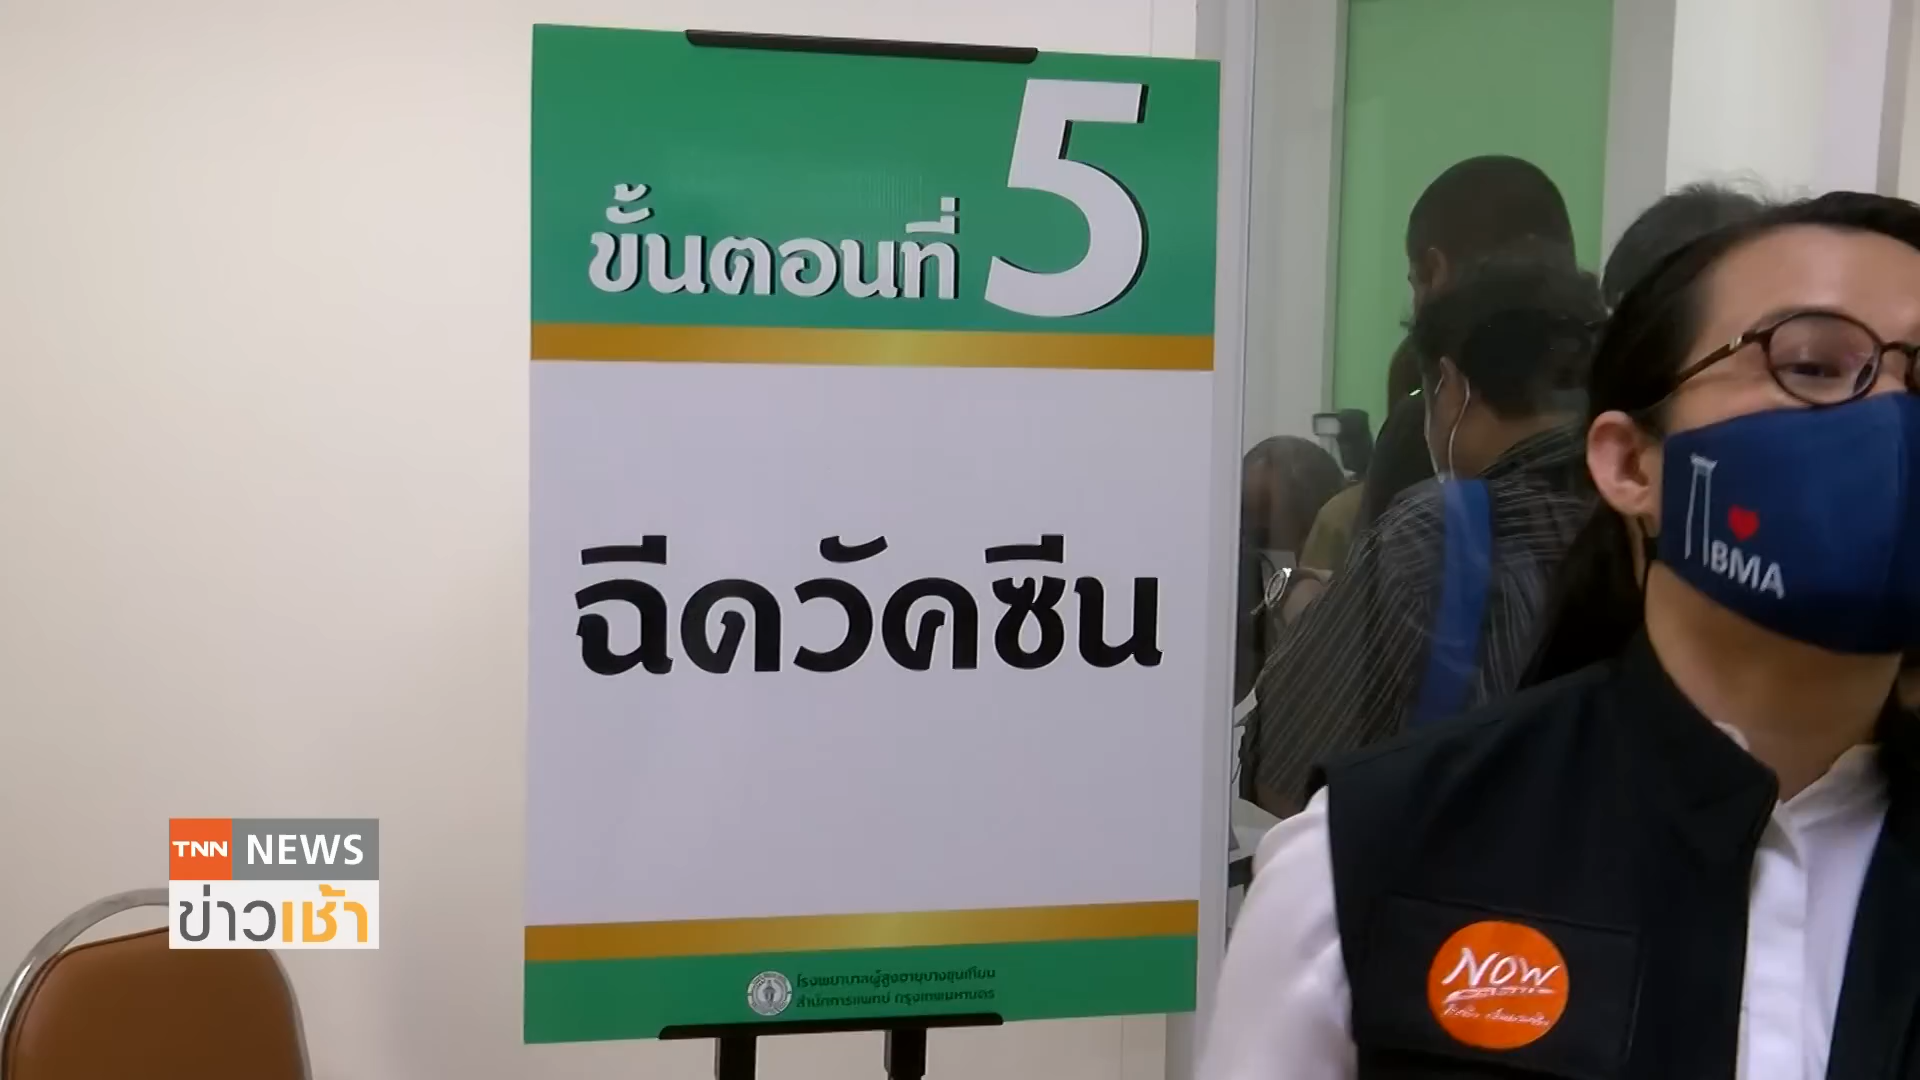 ขั้นตอนที่ 5
ฉีดวัคซีน
โรงพยาบาลผู้สูงอายุบางขุนเทียน
สำนักการแพทย์ กรุงเทพมหานคร
BMA
NOW
TNN NEWS
ข่าวเช้า